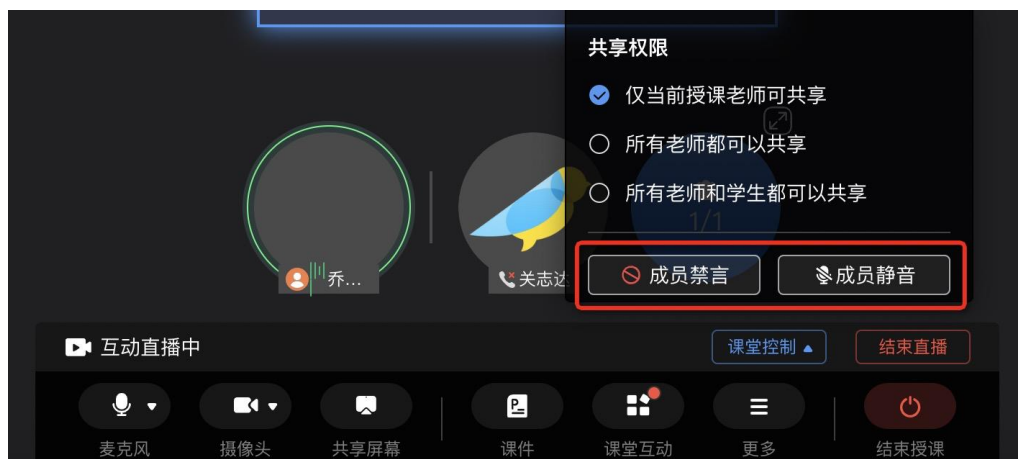 共享权限
仅当前授课老师可共享
所有老师都可以共享
所有老师和学生都可以共享
1/1
成员禁言 成员静音
乔... 关志达
互动直播中 课堂控制 结束直播
麦克风 摄像头 共享屏幕 课件 课堂互动 更多 结束授课